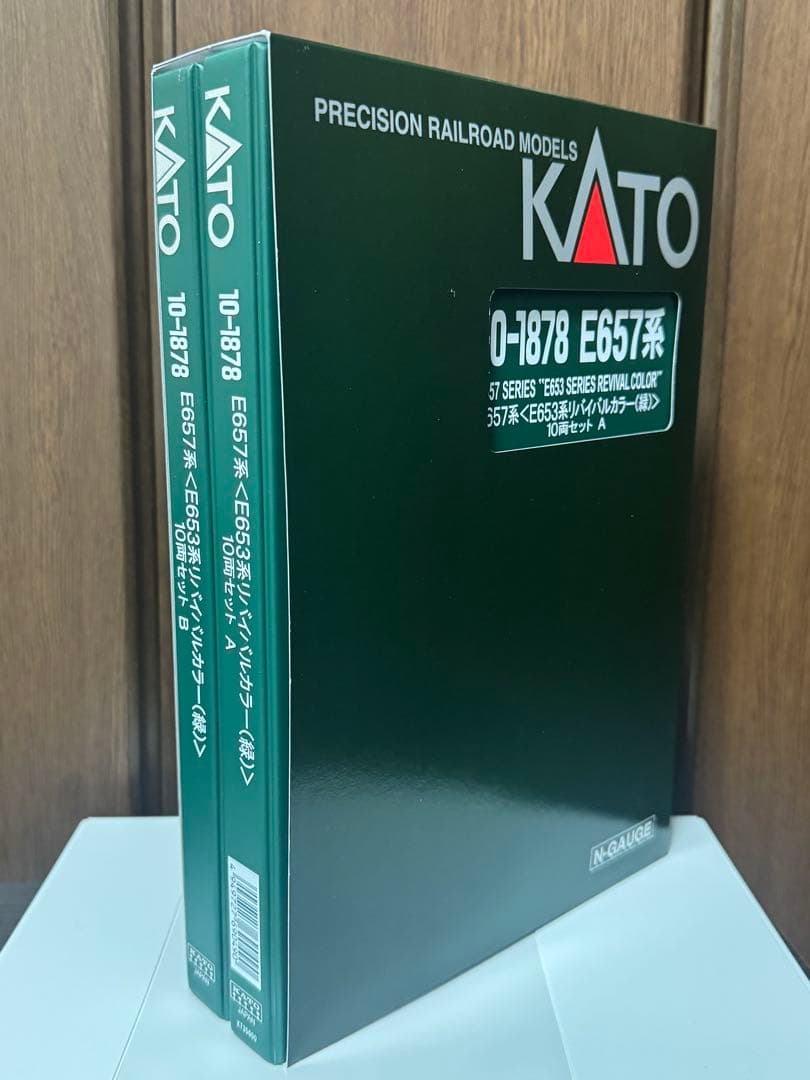 KATO
10-1878
E657系<E653系リバイバルカラー(緑)>
10両セット B
KATO
JAPAN
KATO
10-1878
E657系<E653系リバイバルカラー(緑)>
10両セット A
KATO
JAPAN
PRECISION RAILROAD MODELS
KATO
0-1878 E657系
57 SERIES "E653 SERIES REVIVAL COLOR"
657系<E653系リバイバルカラー(緑)>
10両セット A
N-GAUGE